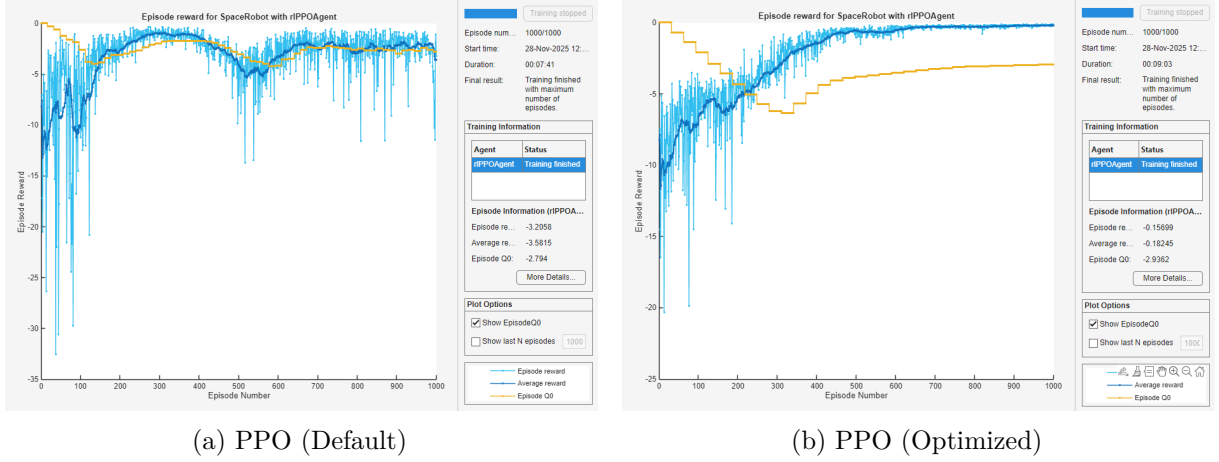 Episode reward for SpaceRobot with rlPPOAgent
Episode Reward
0
-5
-10
-15
-20
-25
-30
-35
0 100 200 300 400 500 600 700 800 900 1000
Episode Number
Training stopped
Episode num... 1000/1000
Start time: 28-Nov-2025 12:...
Duration: 00:07:41
Final result: Training finished
with maximum
number of
episodes.
Training Information
Agent Status
rlPPOAgent Training finished
Episode Information (rlPPOA...
Episode re... -3.2058
Average re... -3.5815
Episode Q0: -2.794
More Details...
Plot Options
Show EpisodeQ0
Show last N episodes 1000
Episode reward
Average reward
Episode Q0
(a) PPO (Default)
Episode reward for SpaceRobot with rlPPOAgent
Episode Reward
0
-5
-10
-15
-20
-25
0 100 200 300 400 500 600 700 800 900 1000
Episode Number
Training stopped
Episode num... 1000/1000
Start time: 28-Nov-2025 12:...
Duration: 00:09:03
Final result: Training finished
with maximum
number of
episodes.
Training Information
Agent Status
rlPPOAgent Training finished
Episode Information (rlPPOA...
Episode re... -0.15699
Average re... -0.18245
Episode Q0: -2.9362
More Details...
Plot Options
Show EpisodeQ0
Show last N episodes
Average reward
Episode Q0
(b) PPO (Optimized)